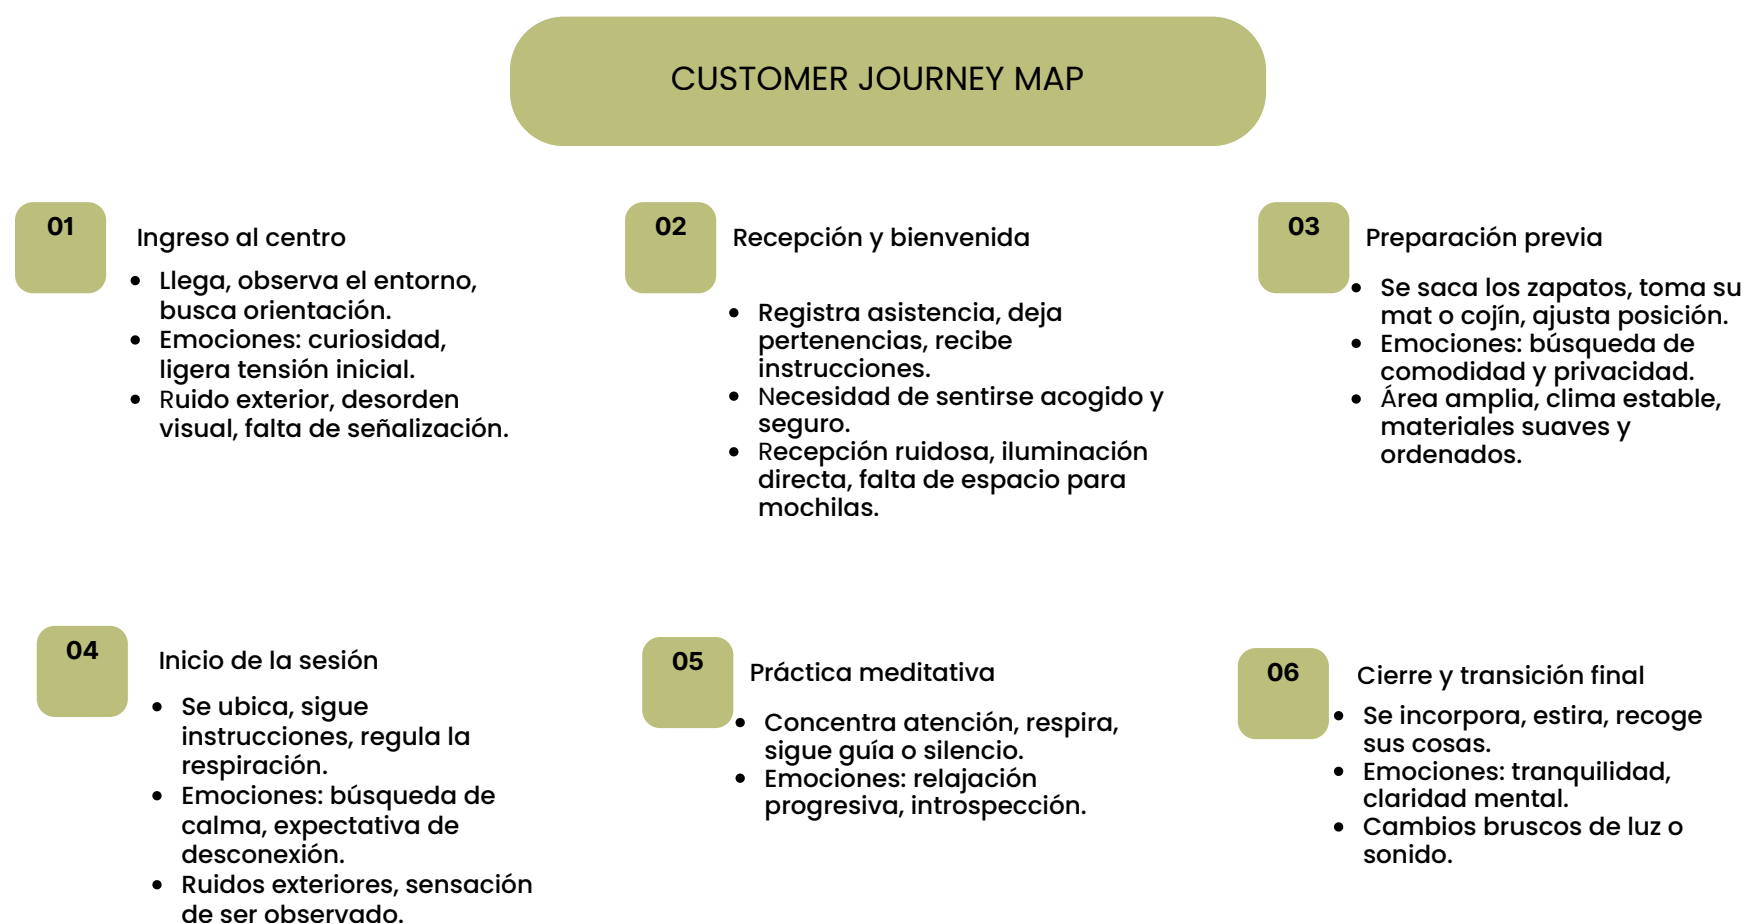 CUSTOMER JOURNEY MAP
01
Ingreso al centro
• Llega, observa el entorno,
busca orientación.
• Emociones: curiosidad,
ligera tensión inicial.
• Ruido exterior, desorden
visual, falta de señalización.
02
Recepción y bienvenida
• Registra asistencia, deja
pertenencias, recibe
instrucciones.
• Necesidad de sentirse acogido y
seguro.
• Recepción ruidosa, iluminación
directa, falta de espacio para
mochilas.
03
Preparación previa
• Se saca los zapatos, toma su
mat o cojín, ajusta posición.
• Emociones: búsqueda de
comodidad y privacidad.
• Área amplia, clima estable,
materiales suaves y
ordenados.
04
Inicio de la sesión
• Se ubica, sigue
instrucciones, regula la
respiración.
• Emociones: búsqueda de
calma, expectativa de
desconexión.
• Ruidos exteriores, sensación
de ser observado.
05
Práctica meditativa
• Concentra atención, respira,
sigue guía o silencio.
• Emociones: relajación
progresiva, introspección.
06
Cierre y transición final
• Se incorpora, estira, recoge
sus cosas.
• Emociones: tranquilidad,
claridad mental.
• Cambios bruscos de luz o
sonido.